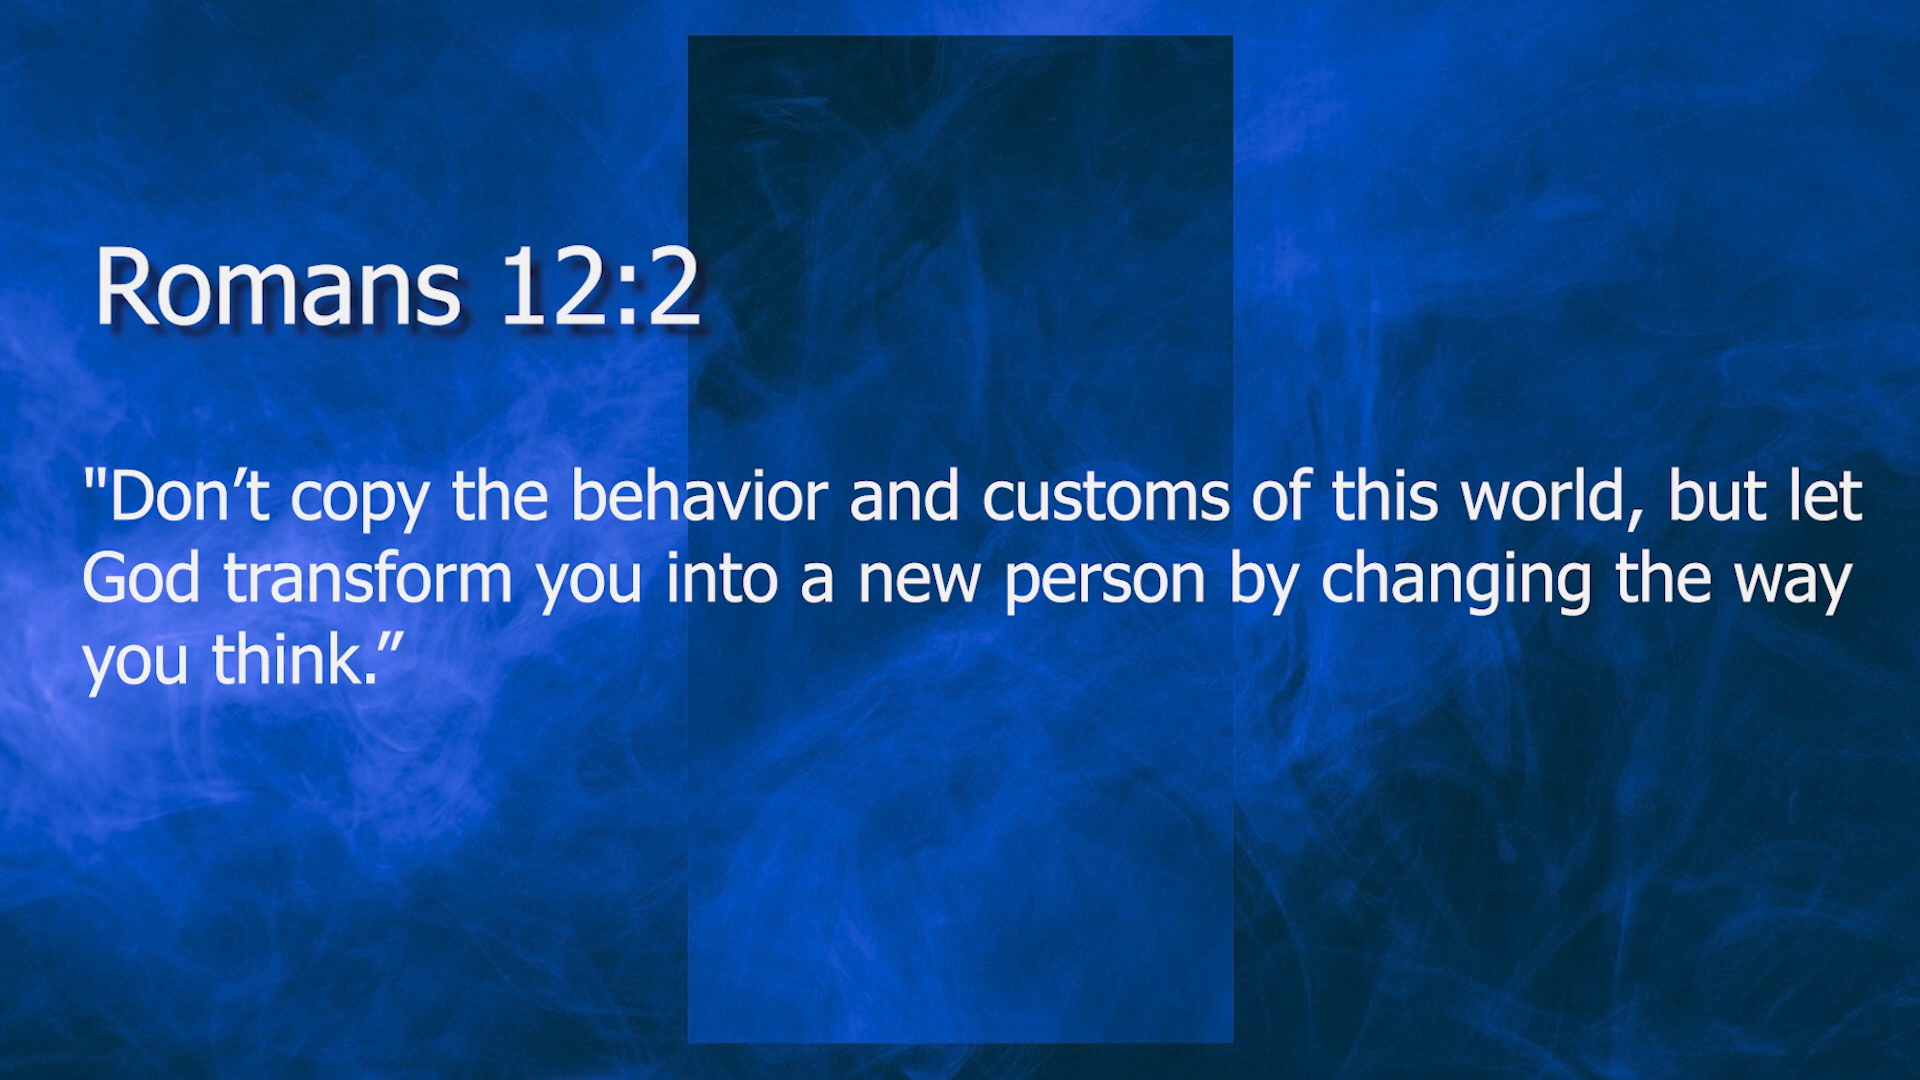 Romans 12:2
"Don’t copy the behavior and customs of this world, but let
God transform you into a new person by changing the way
you think.”